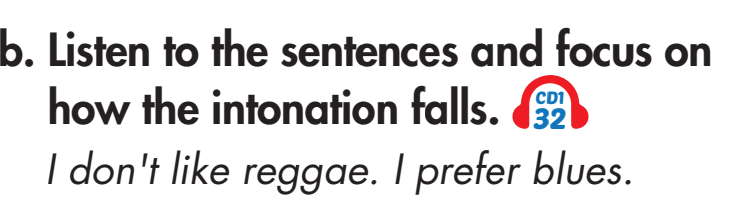 b. Listen to the sentences and focus on
how the intonation falls. CD1 32
I don't like reggae. I prefer blues.